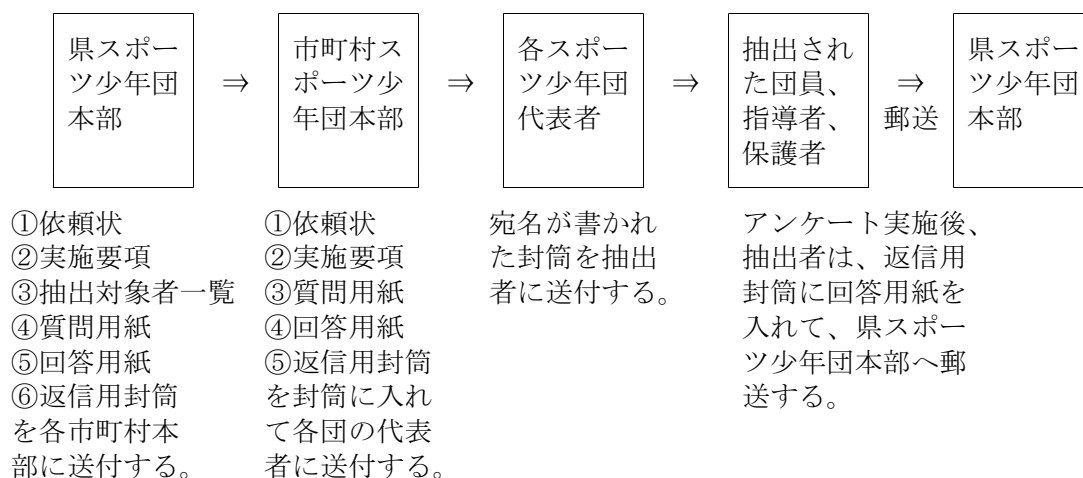 県スポー
ツ少年団
本部
⇒
市町村ス
ポーツ少
年団本部
⇒
各スポー
ツ少年団
代表者
⇒
抽出され
た団員、
指導者、
保護者
⇒
郵送
県スポー
ツ少年団
本部
①依頼状
②実施要項
③抽出対象者一覧
④質問用紙
⑤回答用紙
⑥返信用封筒
を各市町村本
部に送付する。
①依頼状
②実施要項
③質問用紙
④回答用紙
⑤返信用封筒
を封筒に入れ
て各団の代表
者に送付する。
宛名が書かれ
た封筒を抽出
者に送付する。
アンケート実施後、
抽出者は、返信用
封筒に回答用紙を
入れて、県スポー
ツ少年団本部へ郵
送する。